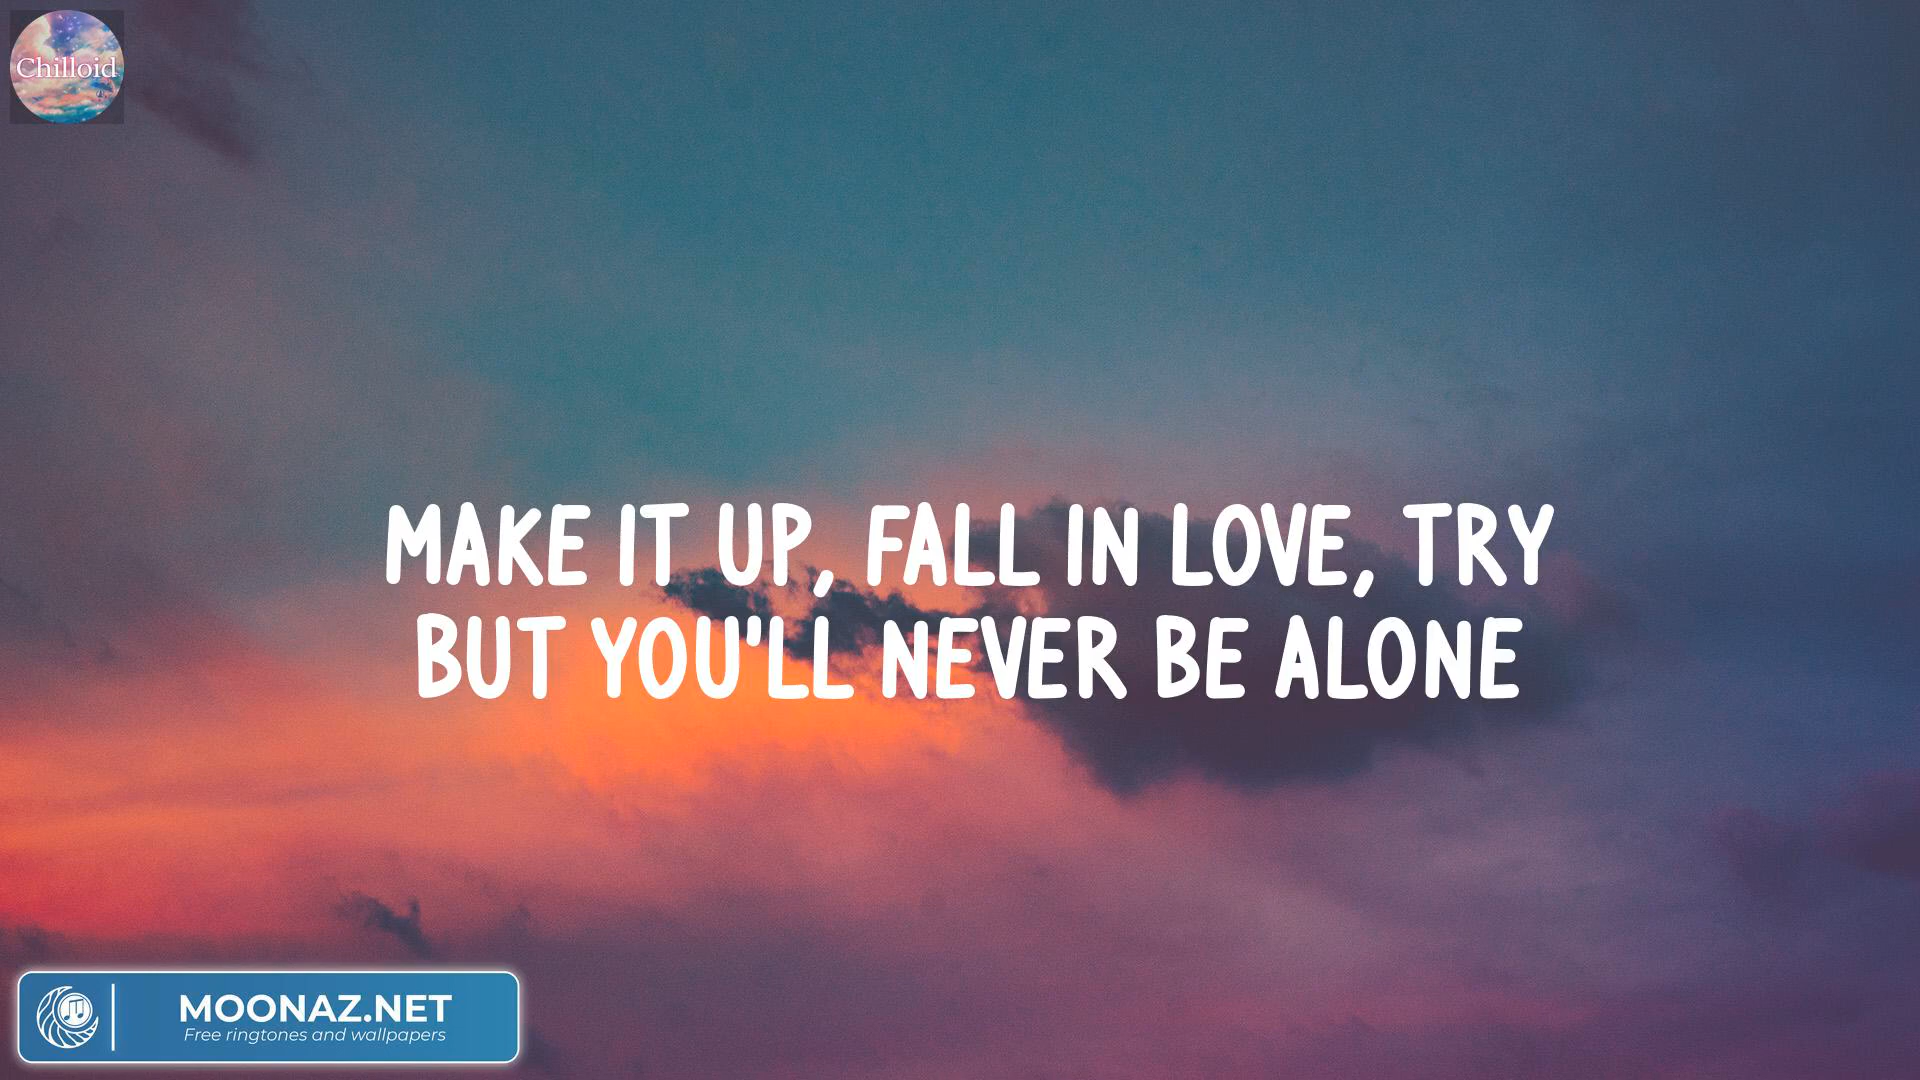 Chilloid
MAKE IT UP, FALL IN LOVE, TRY
BUT YOU'LL NEVER BE ALONE
MOONAZ.NET
Free ringtones and wallpapers